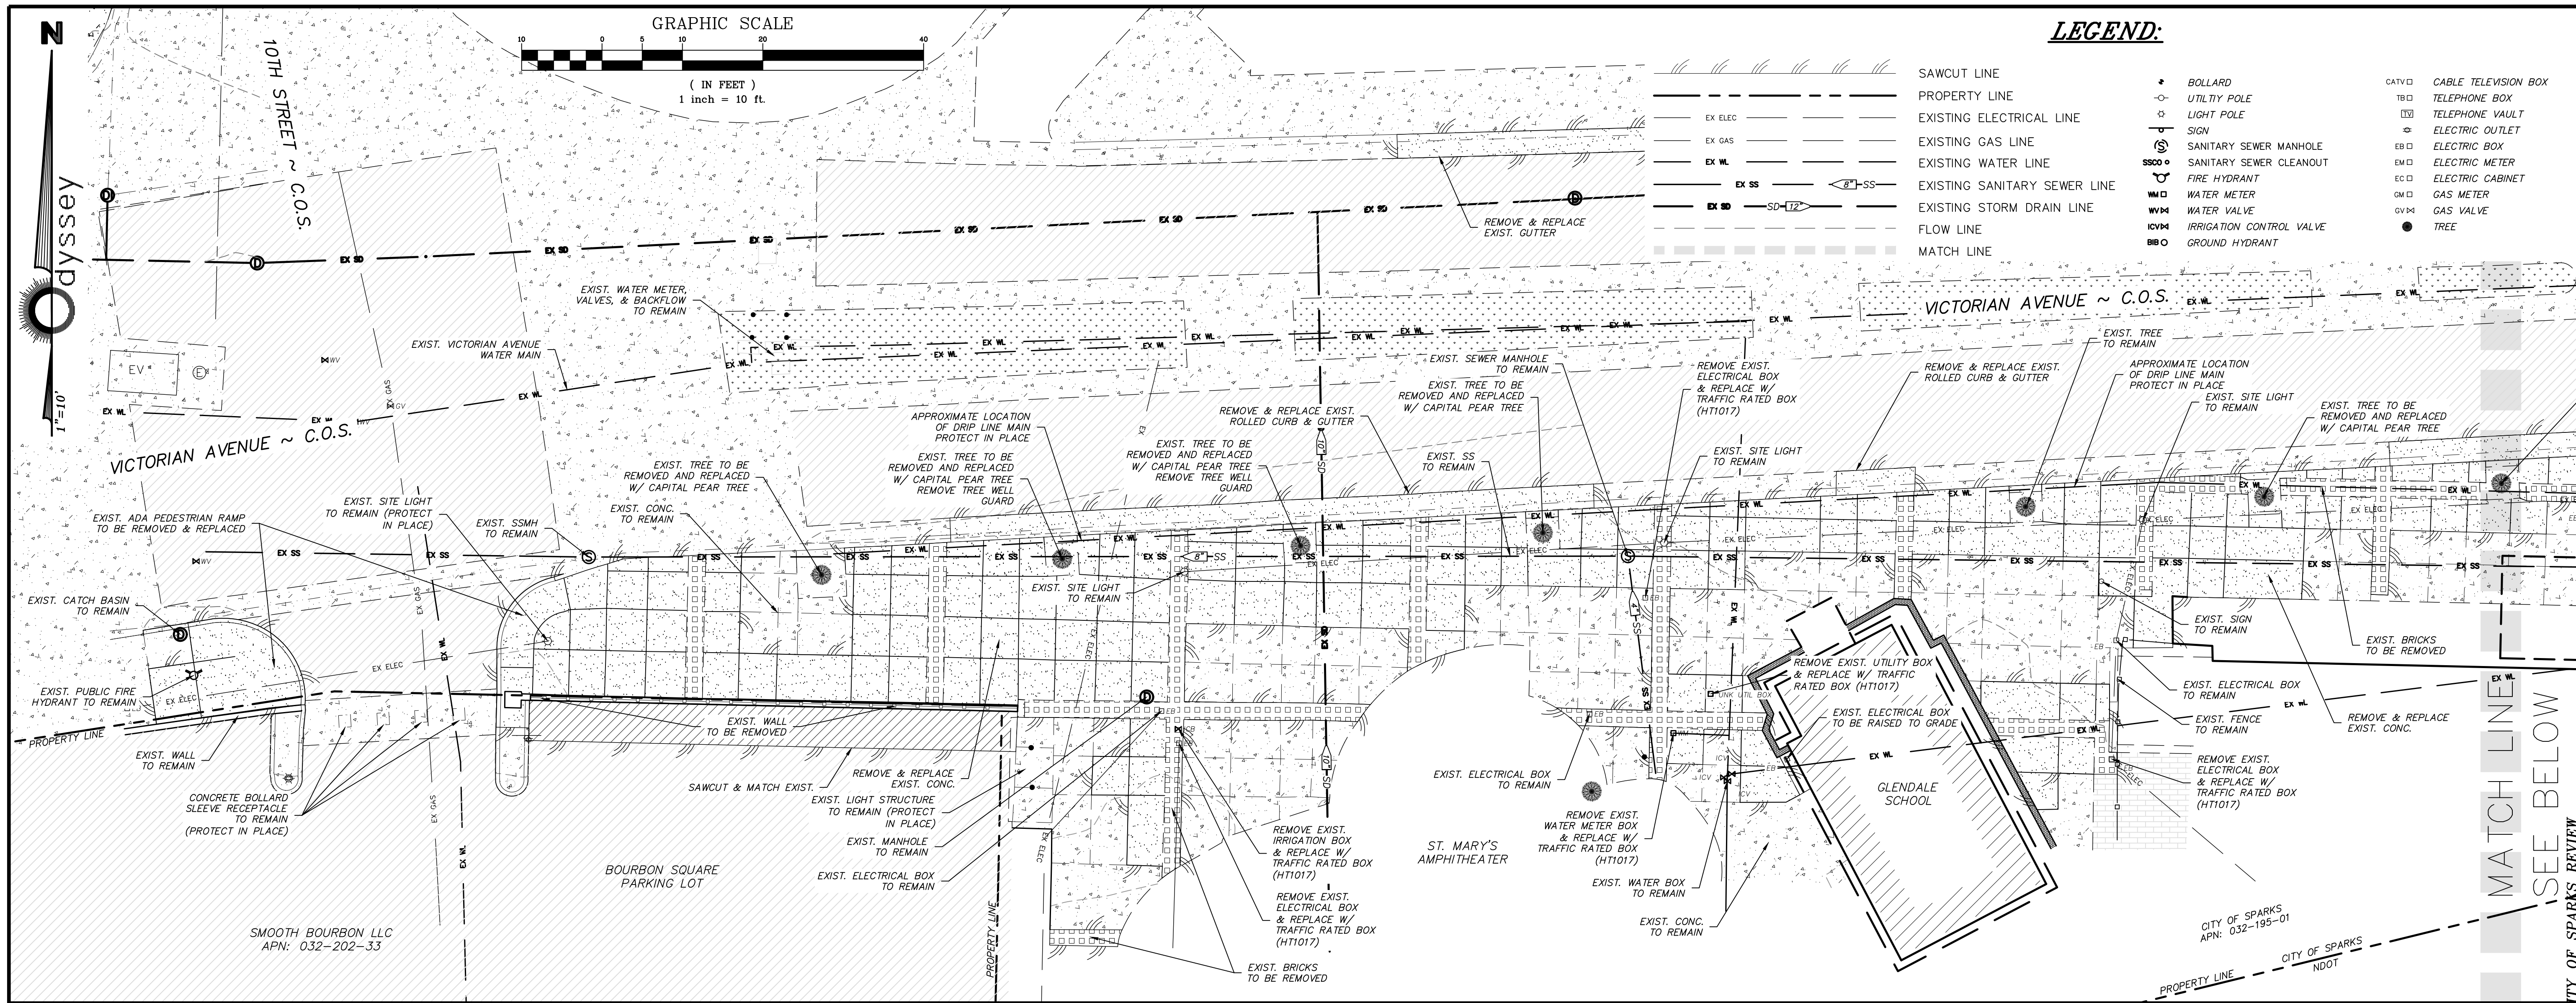 N
dyssey
1"=10'
GRAPHIC SCALE
10 0 5 10 20 40
( IN FEET )
1 inch = 10 ft.
10TH STREET ~ C.O.S.
LEGEND:
SAWCUT LINE
PROPERTY LINE
EX ELEC EXISTING ELECTRICAL LINE
EX GAS EXISTING GAS LINE
EX WL EXISTING WATER LINE
EX SS 8" SS EXISTING SANITARY SEWER LINE
EX SD SD 12" EXISTING STORM DRAIN LINE
FLOW LINE
MATCH LINE
BOLLARD
UTILTIY POLE
LIGHT POLE
SIGN
S SANITARY SEWER MANHOLE
SSCO SANITARY SEWER CLEANOUT
FIRE HYDRANT
WM WATER METER
WV WATER VALVE
ICV IRRIGATION CONTROL VALVE
BIB GROUND HYDRANT
CATV CABLE TELEVISION BOX
TB TELEPHONE BOX
TV TELEPHONE VAULT
ELECTRIC OUTLET
EB ELECTRIC BOX
EM ELECTRIC METER
EC ELECTRIC CABINET
GM GAS METER
GV GAS VALVE
TREE
REMOVE & REPLACE
EXIST. GUTTER
EXIST. WATER METER,
VALVES, & BACKFLOW
TO REMAIN
EXIST. VICTORIAN AVENUE
WATER MAIN
VICTORIAN AVENUE ~ C.O.S.
VICTORIAN AVENUE ~ C.O.S.
EV
E
EXIST. SEWER MANHOLE
TO REMAIN
EXIST. TREE TO BE
REMOVED AND REPLACED
W/ CAPITAL PEAR TREE
REMOVE EXIST.
ELECTRICAL BOX
& REPLACE W/
TRAFFIC RATED BOX
(HT1017)
REMOVE & REPLACE EXIST.
ROLLED CURB & GUTTER
EXIST. TREE
TO REMAIN
APPROXIMATE LOCATION
OF DRIP LINE MAIN
PROTECT IN PLACE
EXIST. SITE LIGHT
TO REMAIN
EXIST. TREE TO BE
REMOVED AND REPLACED
W/ CAPITAL PEAR TREE
APPROXIMATE LOCATION
OF DRIP LINE MAIN
PROTECT IN PLACE
REMOVE & REPLACE EXIST.
ROLLED CURB & GUTTER
EXIST. TREE TO BE
REMOVED AND REPLACED
W/ CAPITAL PEAR TREE
REMOVE TREE WELL
GUARD
EXIST. TREE TO BE
REMOVED AND REPLACED
W/ CAPITAL PEAR TREE
REMOVE TREE WELL
GUARD
EXIST. SS
TO REMAIN
EXIST. SITE LIGHT
TO REMAIN
EXIST. TREE TO BE
REMOVED AND REPLACED
W/ CAPITAL PEAR TREE
EXIST. SITE LIGHT
TO REMAIN (PROTECT
IN PLACE)
EXIST. CONC.
TO REMAIN
EXIST. ADA PEDESTRIAN RAMP
TO BE REMOVED & REPLACED
EXIST. SSMH
TO REMAIN
EXIST. SITE LIGHT
TO REMAIN
EXIST. CATCH BASIN
TO REMAIN
EXIST. PUBLIC FIRE
HYDRANT TO REMAIN
PROPERTY LINE
EXIST. WALL
TO REMAIN
CONCRETE BOLLARD
SLEEVE RECEPTACLE
TO REMAIN
(PROTECT IN PLACE)
EXIST. WALL
TO BE REMOVED
SAWCUT & MATCH EXIST.
REMOVE & REPLACE
EXIST. CONC.
EXIST. LIGHT STRUCTURE
TO REMAIN (PROTECT
IN PLACE)
EXIST. MANHOLE
TO REMAIN
EXIST. ELECTRICAL BOX
TO REMAIN
BOURBON SQUARE
PARKING LOT
SMOOTH BOURBON LLC
APN: 032-202-33
PROPERTY LINE
REMOVE EXIST.
IRRIGATION BOX
& REPLACE W/
TRAFFIC RATED BOX
(HT1017)
REMOVE EXIST.
ELECTRICAL BOX
& REPLACE W/
TRAFFIC RATED BOX
(HT1017)
EXIST. BRICKS
TO BE REMOVED
ST. MARY'S
AMPHITHEATER
EXIST. ELECTRICAL BOX
TO REMAIN
REMOVE EXIST.
WATER METER BOX
& REPLACE W/
TRAFFIC RATED BOX
(HT1017)
EXIST. WATER BOX
TO REMAIN
EXIST. CONC.
TO REMAIN
REMOVE EXIST. UTILITY BOX
& REPLACE W/ TRAFFIC
RATED BOX (HT1017)
UNK UTIL BOX
EXIST. ELECTRICAL BOX
TO BE RAISED TO GRADE
GLENDALE
SCHOOL
EXIST. SIGN
TO REMAIN
EXIST. BRICKS
TO BE REMOVED
EXIST. ELECTRICAL BOX
TO REMAIN
EXIST. FENCE
TO REMAIN
REMOVE & REPLACE
EXIST. CONC.
REMOVE EXIST.
ELECTRICAL BOX
& REPLACE W/
TRAFFIC RATED BOX
(HT1017)
CITY OF SPARKS
APN: 032-195-01
PROPERTY LINE
CITY OF SPARKS
NDOT
MATCH LINE
SEE BELOW
OF SPARKS REVIEW